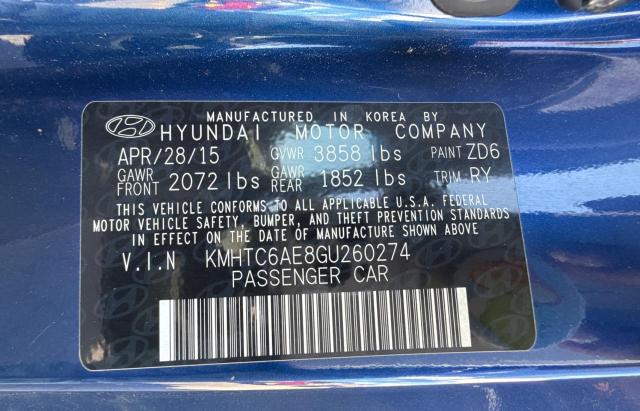 MANUFACTURED IN KOREA BY
HYUNDAI MOTOR COMPANY
APR/28/15 GVWR 3858 lbs PAINT ZD6
GAWR FRONT 2072 lbs GAWR REAR 1852 lbs TRIM RY
THIS VEHICLE CONFORMS TO ALL APPLICABLE U.S.A. FEDERAL
MOTOR VEHICLE SAFETY, BUMPER, AND THEFT PREVENTION STANDARDS
IN EFFECT ON THE DATE OF MANUFACTURE SHOWN ABOVE
V.I.N KMHTC6AE8GU260274
PASSENGER CAR